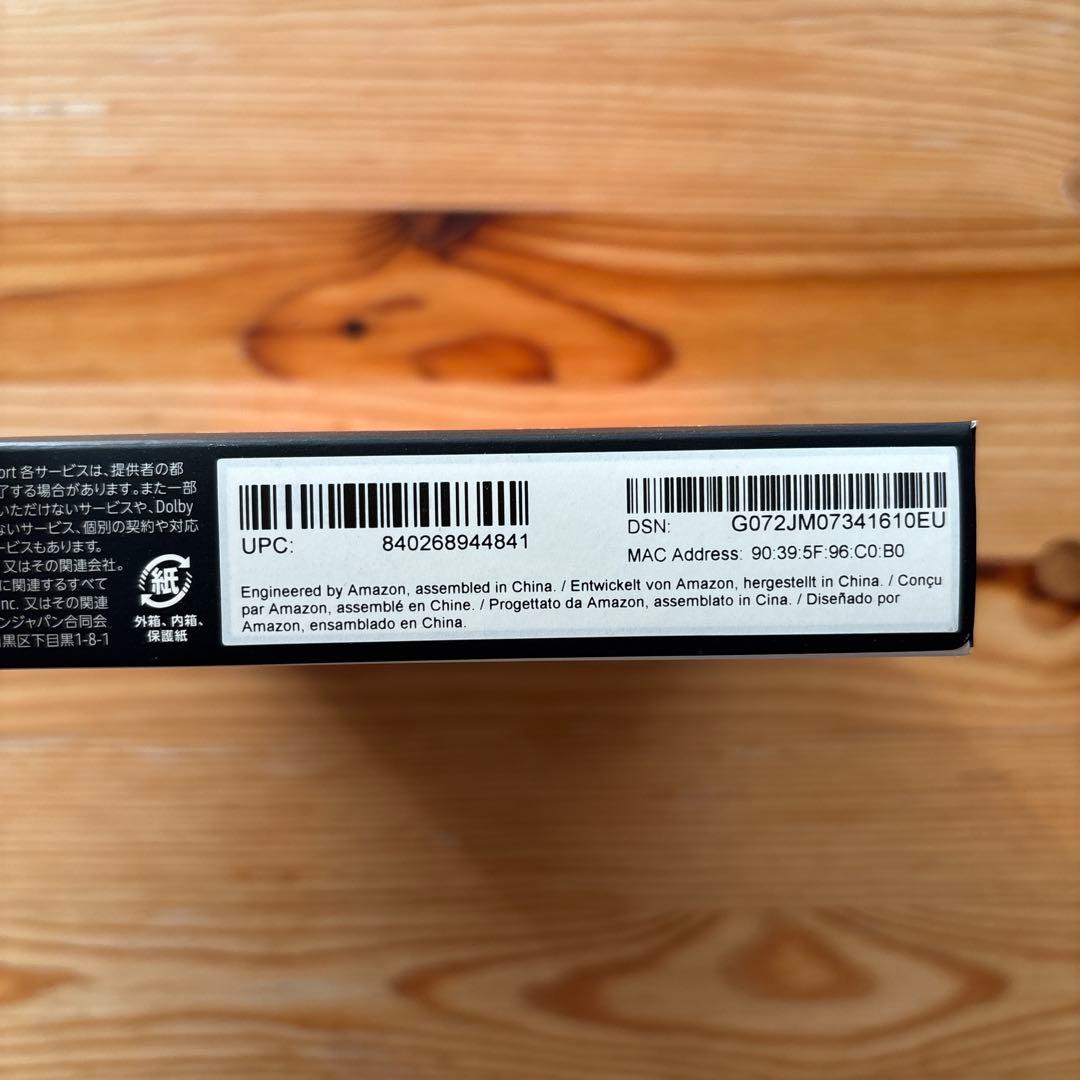 ort 各サービスは、提供者の都
了する場合があります。また一部
いただけないサービスや、Dolby
ないサービス、個別の契約や対応
ービスもあります。
又はその関連会社。
に関連するすべて
Inc. 又はその関連
ンジャパン合同会
黒区下目黒1-8-1
紙
外箱、内箱、
保護紙
UPC: 840268944841
DSN: G072JM07341610EU
MAC Address: 90:39:5F:96:C0:B0
Engineered by Amazon, assembled in China. / Entwickelt von Amazon, hergestellt in China. / Conçu
par Amazon, assemblé en Chine. / Progettato da Amazon, assemblato in Cina. / Diseñado por
Amazon, ensamblado en China.